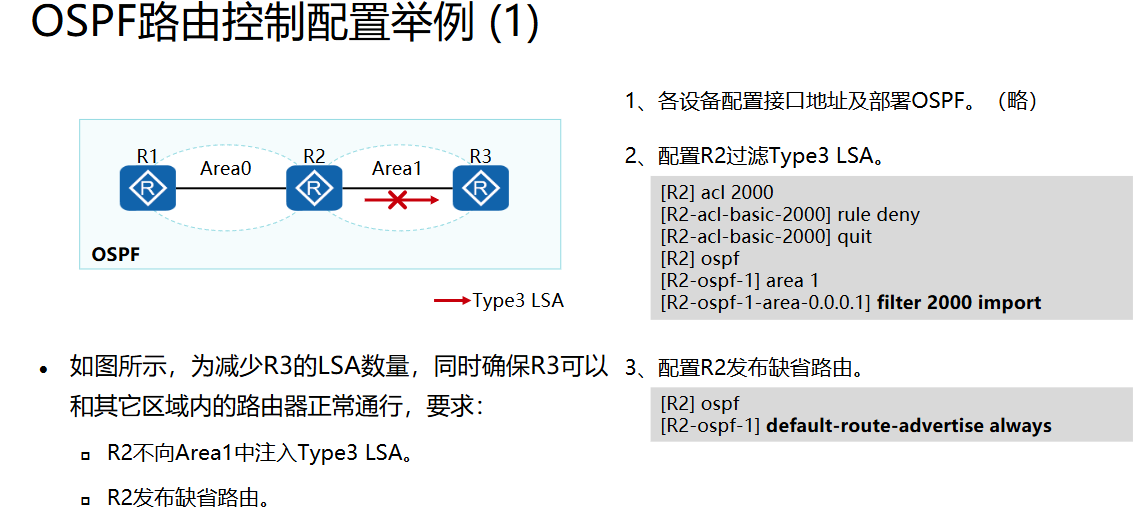 OSPF路由控制配置举例 (1)
R1
Area0
R2
Area1
R3
R
R
R
OSPF
Type3 LSA
• 如图所示，为减少R3的LSA数量，同时确保R3可以
和其它区域内的路由器正常通行，要求：
R2不向Area1中注入Type3 LSA。
R2发布缺省路由。
1、各设备配置接口地址及部署OSPF。（略）
2、配置R2过滤Type3 LSA。
[R2] acl 2000
[R2-acl-basic-2000] rule deny
[R2-acl-basic-2000] quit
[R2] ospf
[R2-ospf-1] area 1
[R2-ospf-1-area-0.0.0.1] filter 2000 import
3、配置R2发布缺省路由。
[R2] ospf
[R2-ospf-1] default-route-advertise always